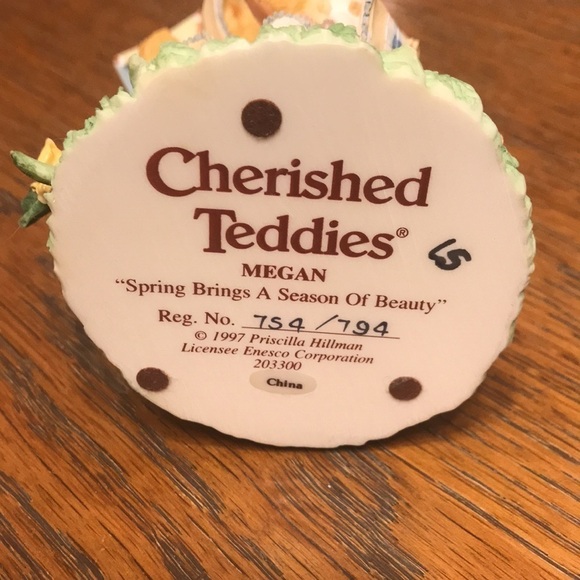 Cherished
Teddies®
MEGAN
"Spring Brings A Season Of Beauty"
Reg. No. 754/794
© 1997 Priscilla Hillman
Licensee Enesco Corporation
203300
China